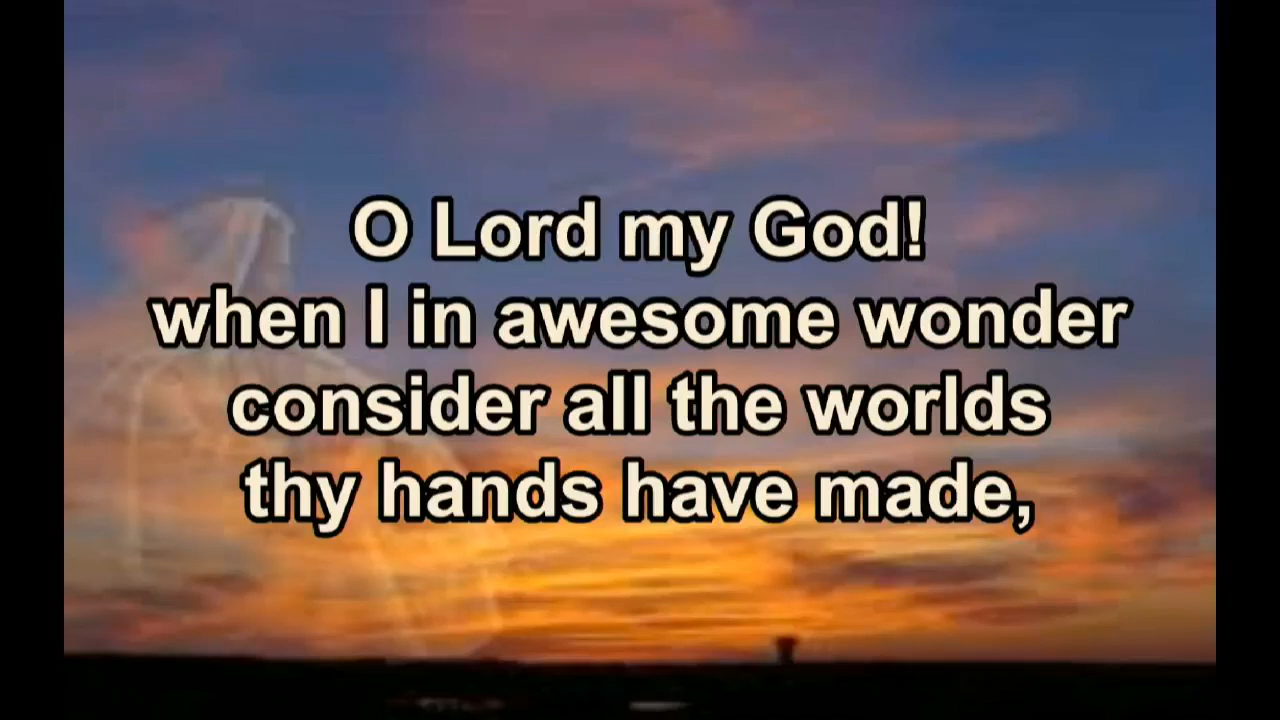 O Lord my God!
when I in awesome wonder
consider all the worlds
thy hands have made,